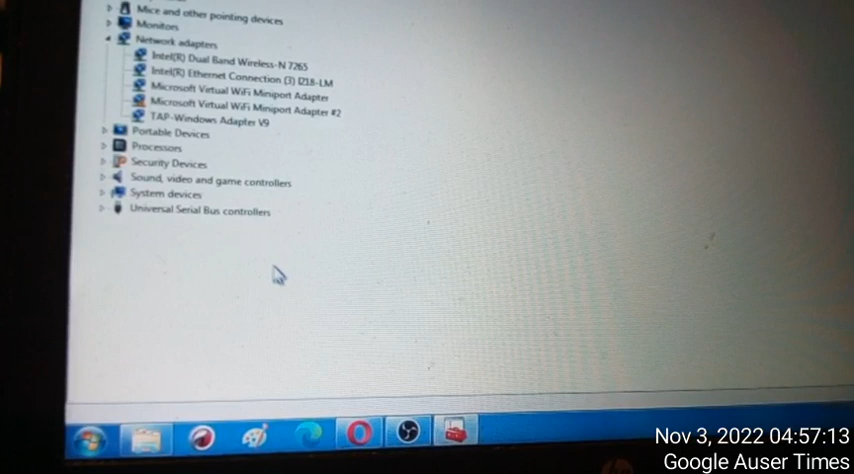 Mice and other pointing devices
Monitors
Network adapters
Intel(R) Dual Band Wireless-N 7265
Intel(R) Ethernet Connection (3) I218-LM
Microsoft Virtual WiFi Miniport Adapter
Microsoft Virtual WiFi Miniport Adapter #2
TAP-Windows Adapter V9
Portable Devices
Processors
Security Devices
Sound, video and game controllers
System devices
Universal Serial Bus controllers
Nov 3, 2022 04:57:13
Google Auser Times